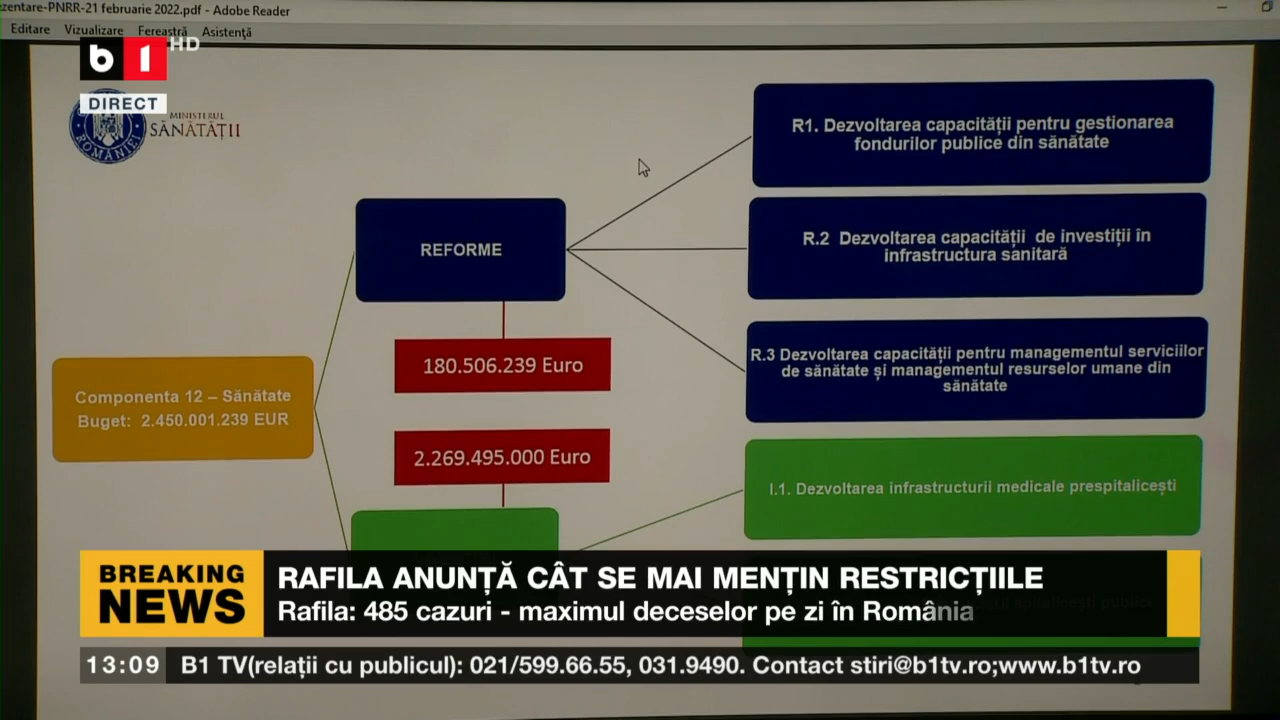 zentare-PNRR-21 februarie 2022.pdf - Adobe Reader
Editare Vizualizare Fereastră Asistenţă
b1 HD
DIRECT
MINISTERUL
SĂNĂTĂȚII
ROMÂNIEI
R1. Dezvoltarea capacității pentru gestionarea
fondurilor publice din sănătate
REFORME
R.2 Dezvoltarea capacității de investiții în
infrastructura sanitară
180.506.239 Euro
R.3 Dezvoltarea capacității pentru managementul serviciilor
de sănătate și managementul resurselor umane din
sănătate
Componenta 12 – Sănătate
Buget: 2.450.001.239 EUR
2.269.495.000 Euro
I.1. Dezvoltarea infrastructurii medicale prespitalicești
BREAKING
NEWS
RAFILA ANUNȚĂ CÂT SE MAI MENȚIN RESTRICȚIILE
Rafila: 485 cazuri - maximul deceselor pe zi în România
13:09 B1 TV(relații cu publicul): 021/599.66.55, 031.9490. Contact stiri@b1tv.ro;www.b1tv.ro